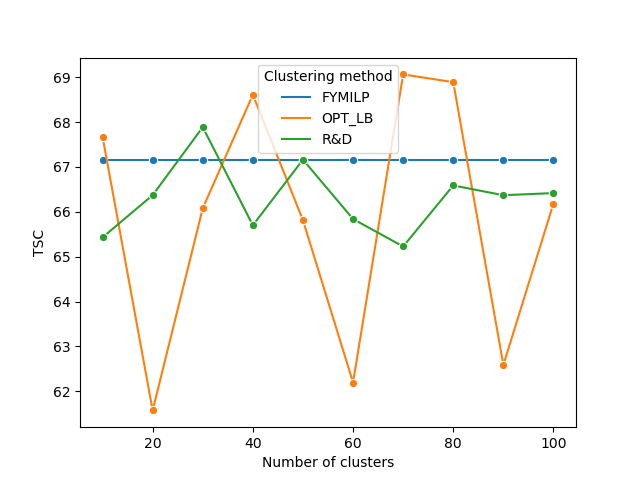 Clustering method
FYMILP
OPT_LB
R&D
69
68
67
66
65
64
63
62
TSC
20
40
60
80
100
Number of clusters